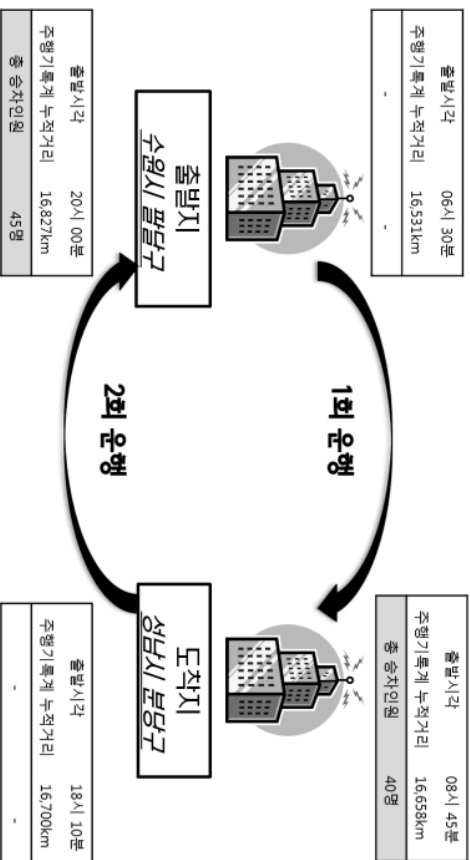 출발시각 06시 30분
주행기록계 누적거리 16,531km
- -
출발시각 08시 45분
주행기록계 누적거리 16,658km
총 승차인원 40명
1회 운행
출발지
수원시 팔달구
도착지
성남시 분당구
2회 운행
출발시각 20시 00분
주행기록계 누적거리 16,827km
총 승차인원 45명
출발시각 18시 10분
주행기록계 누적거리 16,700km
- -